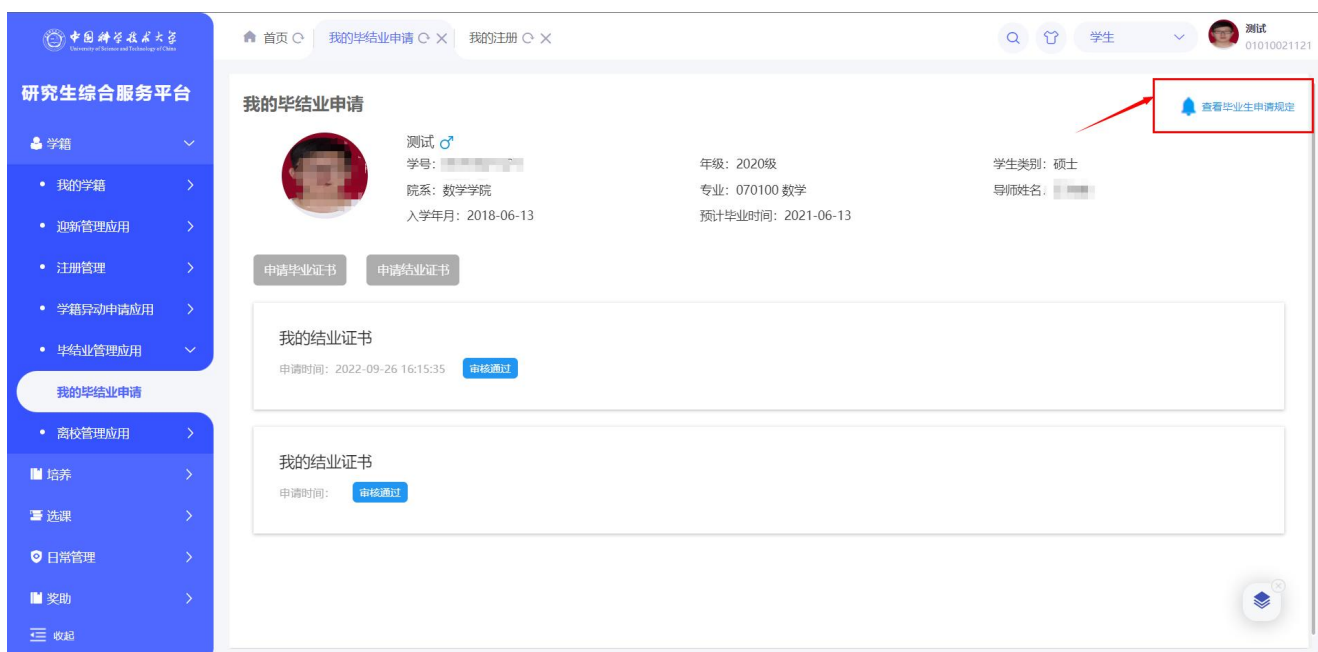 中国科学技术大学
University of Science and Technology of China
首页
我的毕结业申请
我的注册
学生
测试
01010021121
研究生综合服务平台
学籍
我的学籍
迎新管理应用
注册管理
学籍异动申请应用
毕结业管理应用
我的毕结业申请
离校管理应用
培养
选课
日常管理
奖助
收起
我的毕结业申请
查看毕业生申请规定
测试
学号:
年级: 2020级
学生类别: 硕士
院系: 数学学院
专业: 070100 数学
导师姓名:
入学年月: 2018-06-13
预计毕业时间: 2021-06-13
申请毕业证书
申请结业证书
我的结业证书
申请时间: 2022-09-26 16:15:35
审核通过
我的结业证书
申请时间:
审核通过